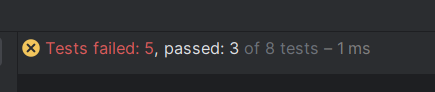 Tests failed: 5, passed: 3 of 8 tests – 1 ms